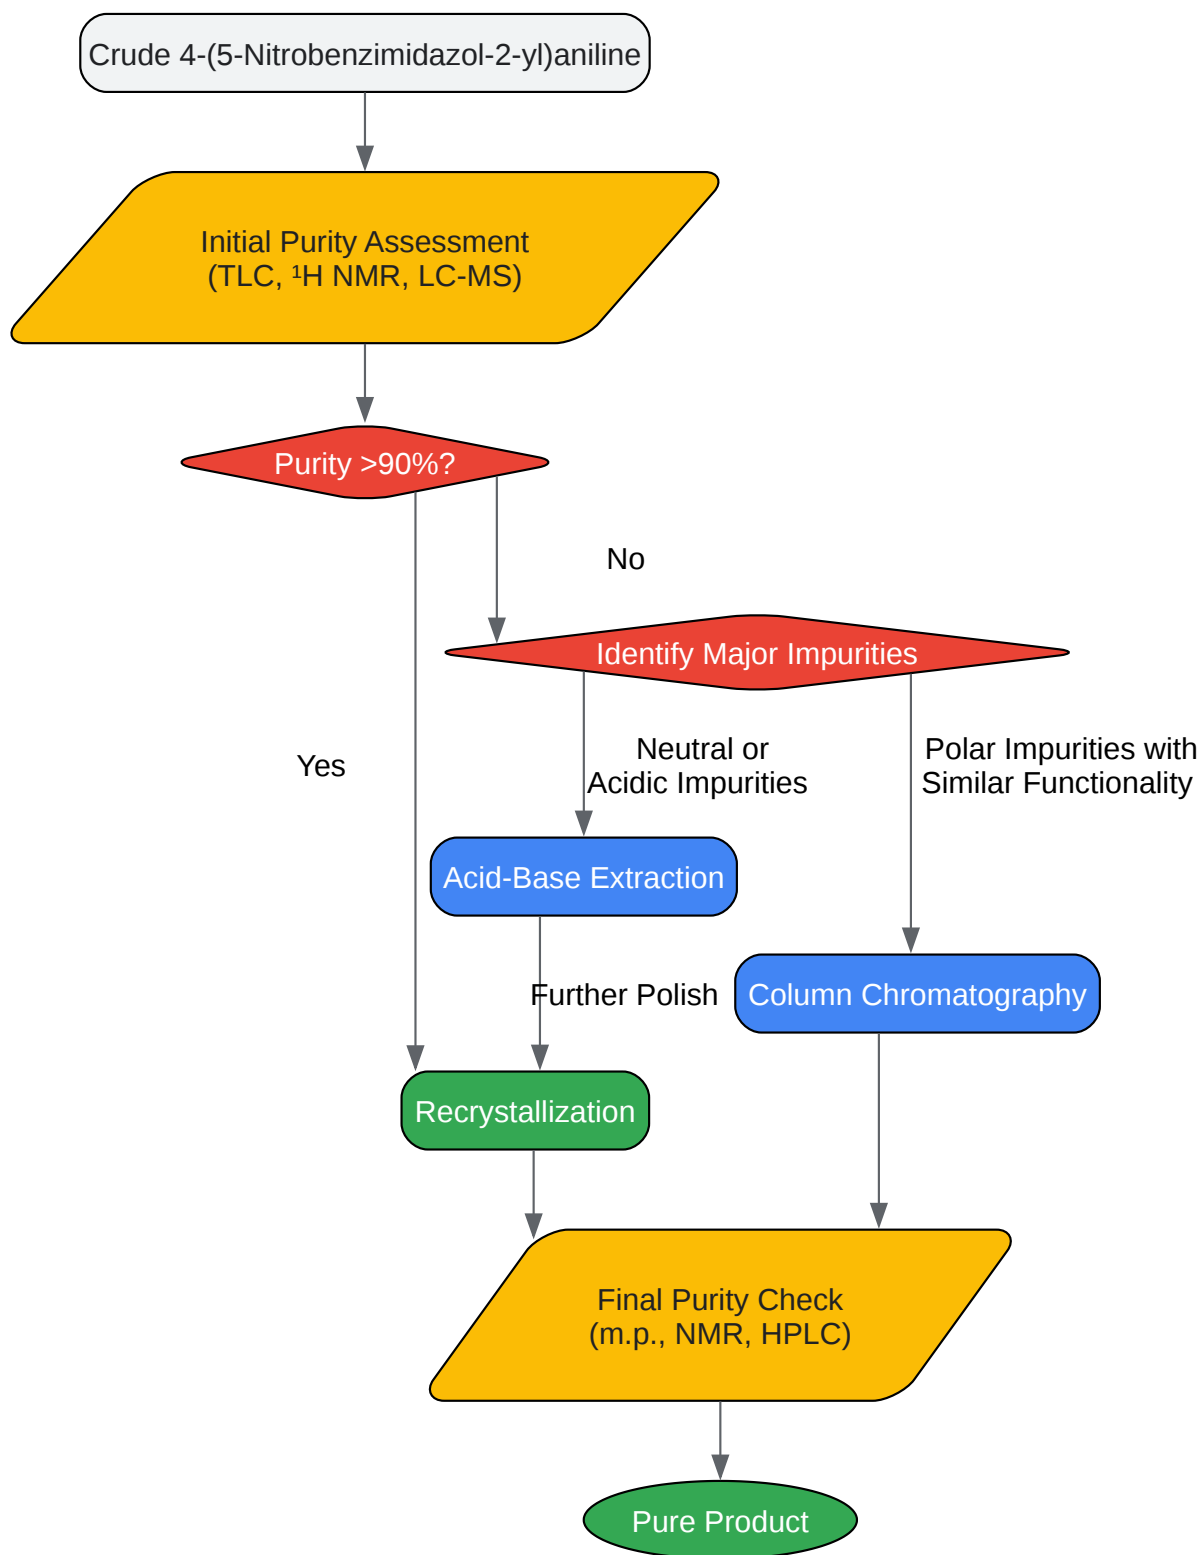 Crude 4-(5-Nitrobenzimidazol-2-yl)aniline
Initial Purity Assessment
(TLC, ¹H NMR, LC-MS)
Purity >90%?
No
Identify Major Impurities
Yes
Neutral or
Acidic Impurities
Polar Impurities with
Similar Functionality
Acid-Base Extraction
Further Polish
Column Chromatography
Recrystallization
Final Purity Check
(m.p., NMR, HPLC)
Pure Product